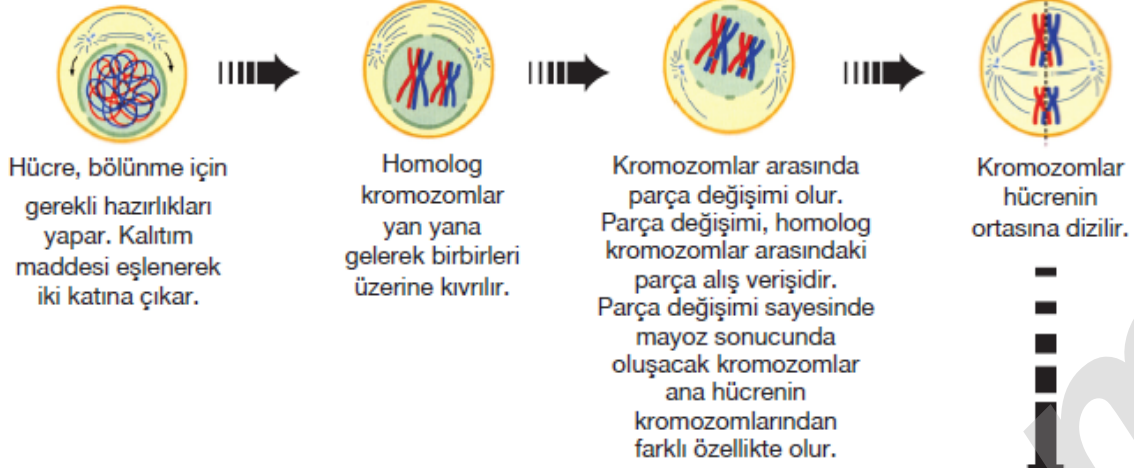 Hücre, bölünme için
gerekli hazırlıkları
yapar. Kalıtım
maddesi eşlenerek
iki katına çıkar.
Homolog
kromozomlar
yan yana
gelerek birbirleri
üzerine kıvrılır.
Kromozomlar arasında
parça değişimi olur.
Parça değişimi, homolog
kromozomlar arasındaki
parça alış verişidir.
Parça değişimi sayesinde
mayoz sonucunda
oluşacak kromozomlar
ana hücrenin
kromozomlarından
farklı özellikte olur.
Kromozomlar
hücrenin
ortasına dizilir.